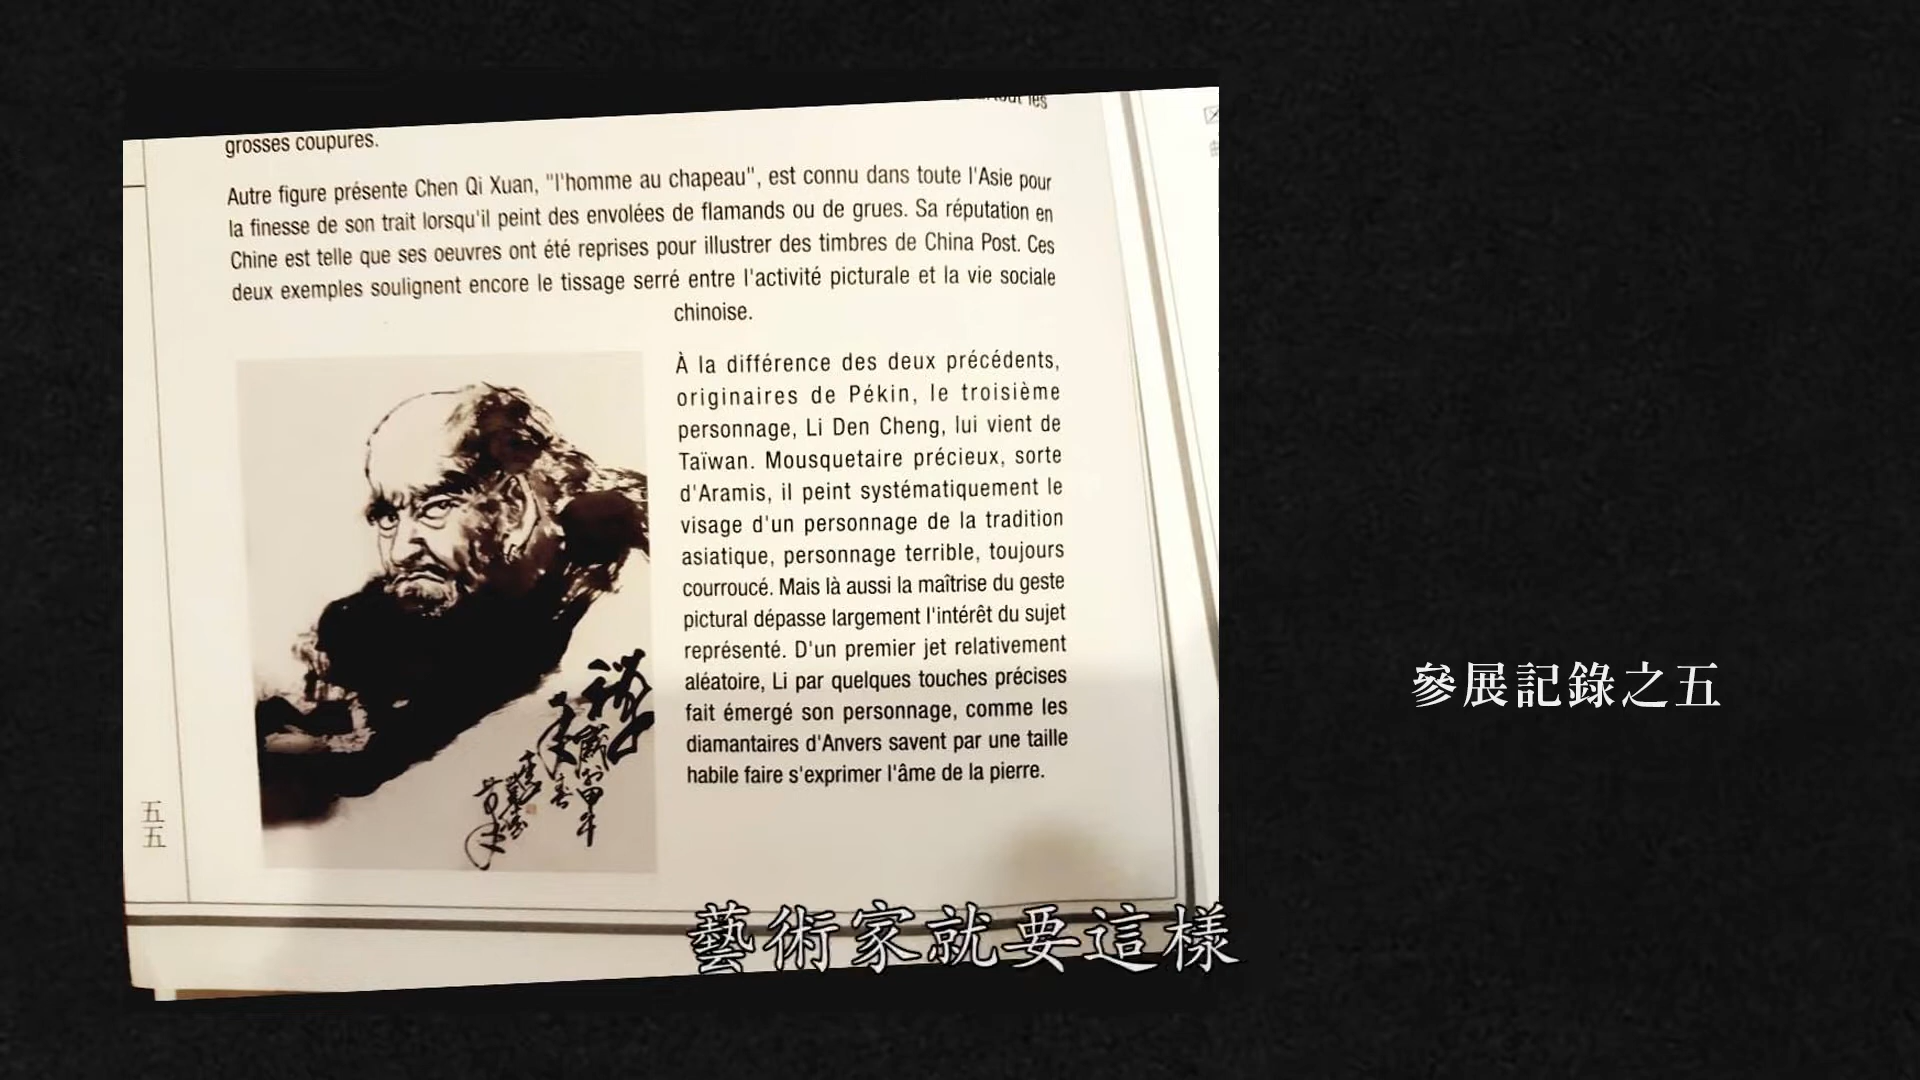 les
grosses coupures.
Autre figure présente Chen Qi Xuan, "l'homme au chapeau", est connu dans toute l'Asie pour
la finesse de son trait lorsqu'il peint des envolées de flamands ou de grues. Sa réputation en
Chine est telle que ses oeuvres ont été reprises pour illustrer des timbres de China Post. Ces
deux exemples soulignent encore le tissage serré entre l'activité picturale et la vie sociale
chinoise.
À la différence des deux précédents,
originaires de Pékin, le troisième
personnage, Li Den Cheng, lui vient de
Taïwan. Mousquetaire précieux, sorte
d'Aramis, il peint systématiquement le
visage d'un personnage de la tradition
asiatique, personnage terrible, toujours
courroucé. Mais là aussi la maîtrise du geste
pictural dépasse largement l'intérêt du sujet
représenté. D'un premier jet relativement
aléatoire, Li par quelques touches précises
fait émergé son personnage, comme les
diamantaires d'Anvers savent par une taille
habile faire s'exprimer l'âme de la pierre.
五五
參展記錄之五
藝術家就要這樣